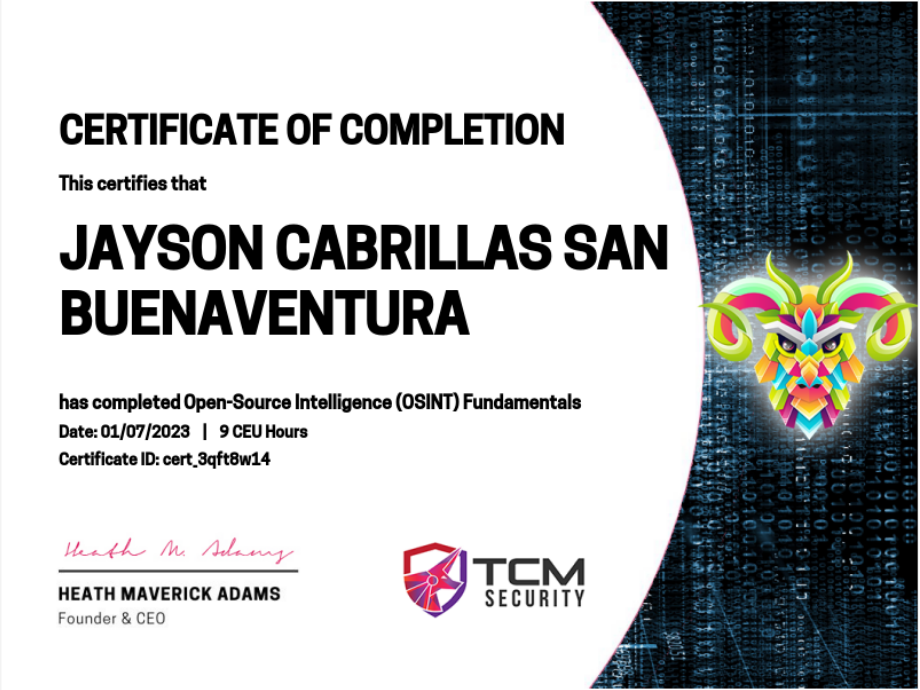 CERTIFICATE OF COMPLETION
This certifies that
JAYSON CABRILLAS SAN
BUENAVENTURA
has completed Open-Source Intelligence (OSINT) Fundamentals
Date: 01/07/2023 | 9 CEU Hours
Certificate ID: cert_3qft8w14
Heath M. Adams
HEATH MAVERICK ADAMS
Founder & CEO
TCM
SECURITY